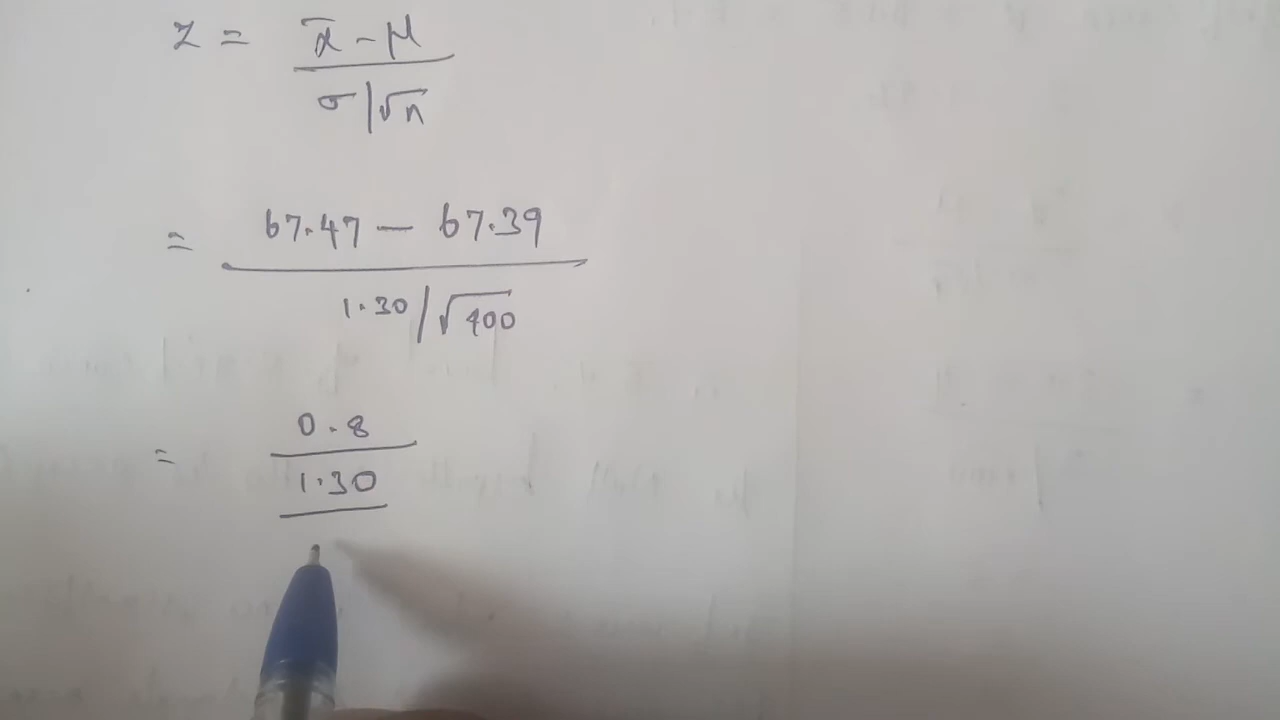 z = x̄ - μ
σ/√n
= 67.47 - 67.39
1.30/√400
= 0.8
1.30